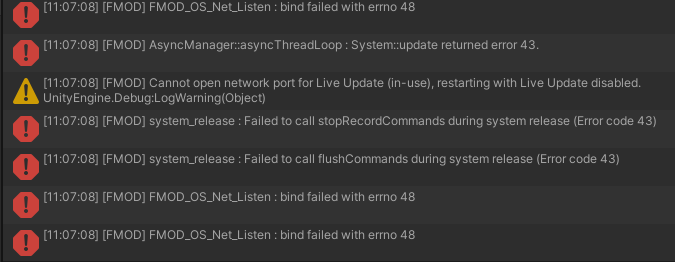 [11:07:08] [FMOD] FMOD_OS_Net_Listen : bind failed with errno 48
[11:07:08] [FMOD] AsyncManager::asyncThreadLoop : System::update returned error 43.
[11:07:08] [FMOD] Cannot open network port for Live Update (in-use), restarting with Live Update disabled.
UnityEngine.Debug:LogWarning(Object)
[11:07:08] [FMOD] system_release : Failed to call stopRecordCommands during system release (Error code 43)
[11:07:08] [FMOD] system_release : Failed to call flushCommands during system release (Error code 43)
[11:07:08] [FMOD] FMOD_OS_Net_Listen : bind failed with errno 48
[11:07:08] [FMOD] FMOD_OS_Net_Listen : bind failed with errno 48